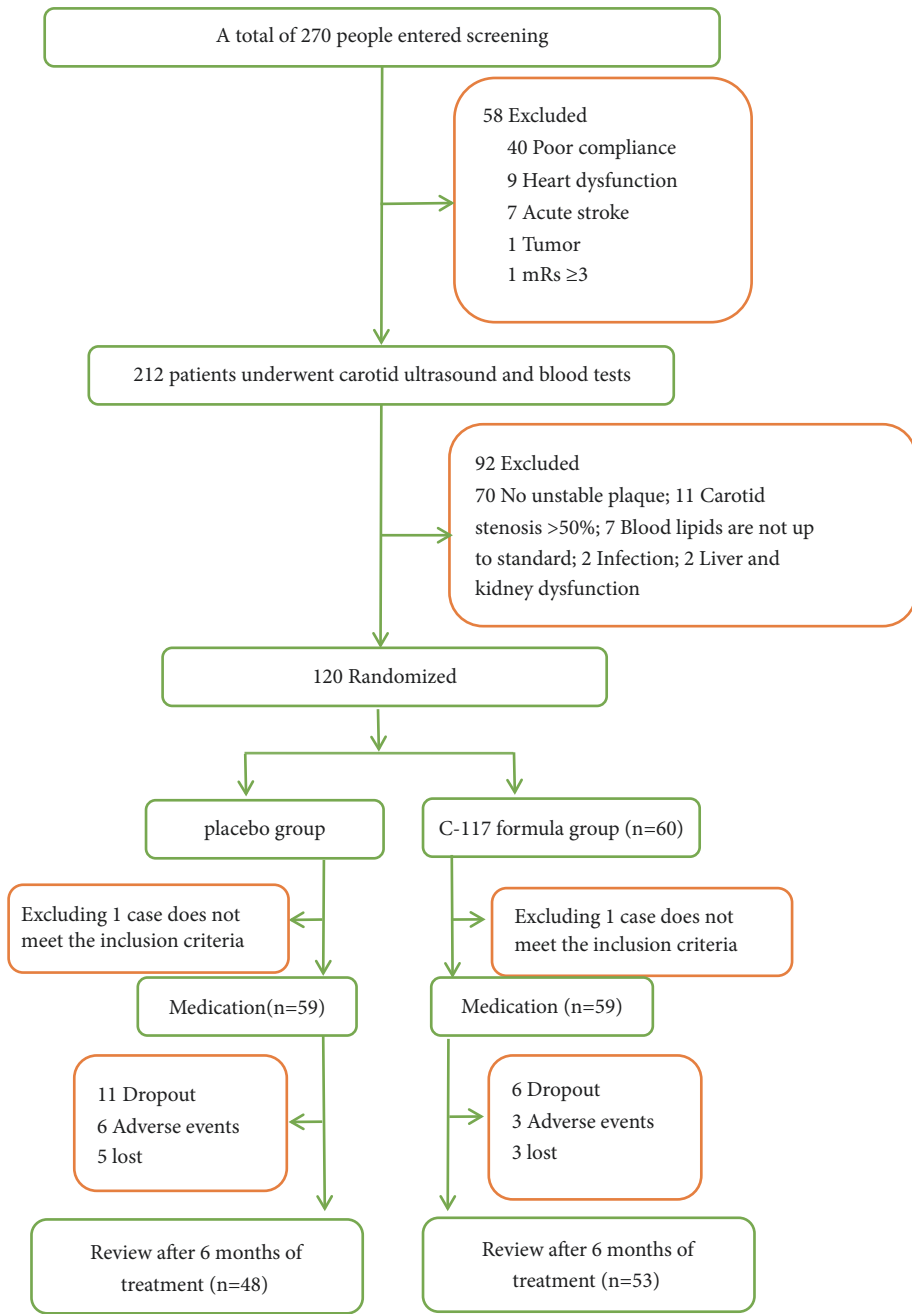 A total of 270 people entered screening
58 Excluded
40 Poor compliance
9 Heart dysfunction
7 Acute stroke
1 Tumor
1 mRs ≥3
212 patients underwent carotid ultrasound and blood tests
92 Excluded
70 No unstable plaque; 11 Carotid
stenosis >50%; 7 Blood lipids are not up
to standard; 2 Infection; 2 Liver and
kidney dysfunction
120 Randomized
placebo group
C-117 formula group (n=60)
Excluding 1 case does not
meet the inclusion criteria
Excluding 1 case does not
meet the inclusion criteria
Medication(n=59)
Medication (n=59)
11 Dropout
6 Adverse events
5 lost
6 Dropout
3 Adverse events
3 lost
Review after 6 months of
treatment (n=48)
Review after 6 months of
treatment (n=53)